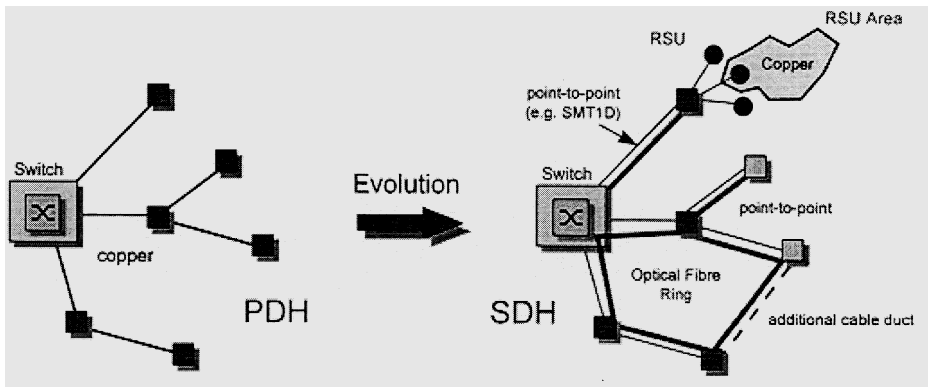 RSU Area
RSU
Copper
point-to-point
(e.g. SMT1D)
Switch
Switch
Evolution
point-to-point
copper
Optical Fibre
Ring
PDH
SDH
additional cable duct